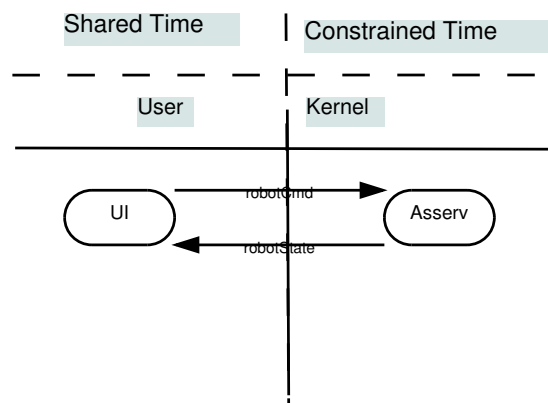 Shared Time
Constrained Time
User
Kernel
robotCmd
UI
Asserv
robotState